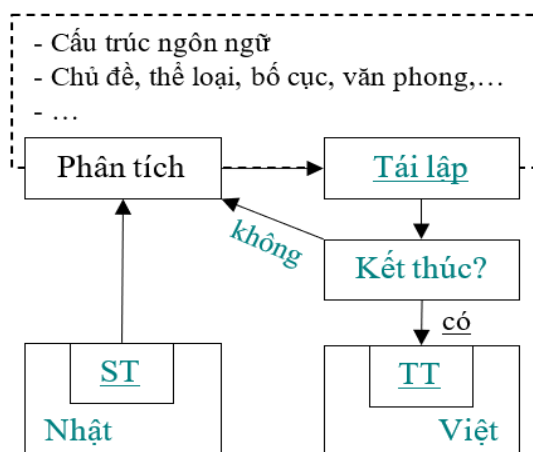 - Cấu trúc ngôn ngữ
- Chủ đề, thể loại, bố cục, văn phong,…
- …
Phân tích
Tái lập
không
Kết thúc?
có
ST
Nhật
TT
Việt